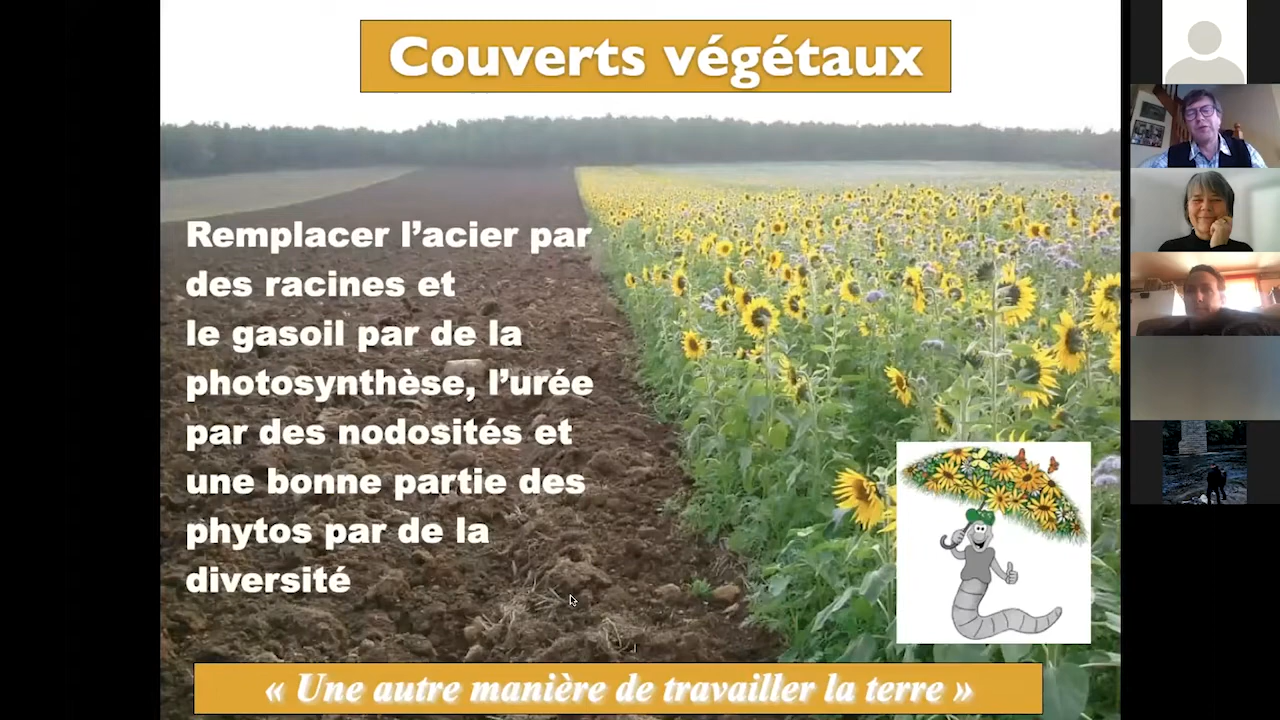 Couverts végétaux
Remplacer l’acier par
des racines et
le gasoil par de la
photosynthèse, l’urée
par des nodosités et
une bonne partie des
phytos par de la
diversité
« Une autre manière de travailler la terre »